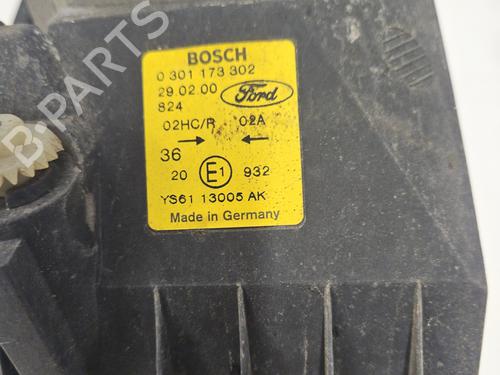 BOSCH
0 301 173 302
29 02 00
824
Ford
02HC/R 02A
36
20 E1 932
YS61 13005 AK
Made in Germany
B-Parts